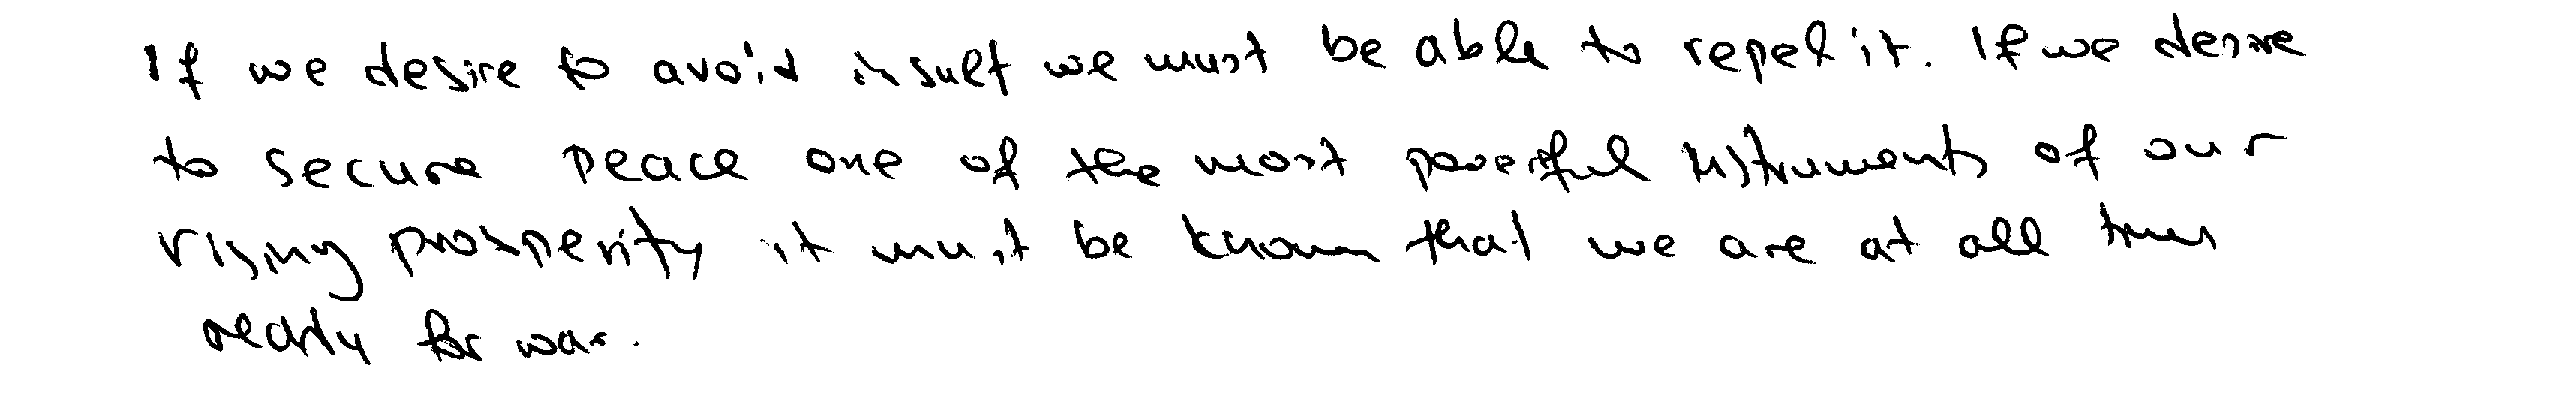 If we desire to avoid insult we must be able to repel it. If we desire
to secure peace one of the most powerful instruments of our
rising prosperity it must be known that we are at all times
ready for war.